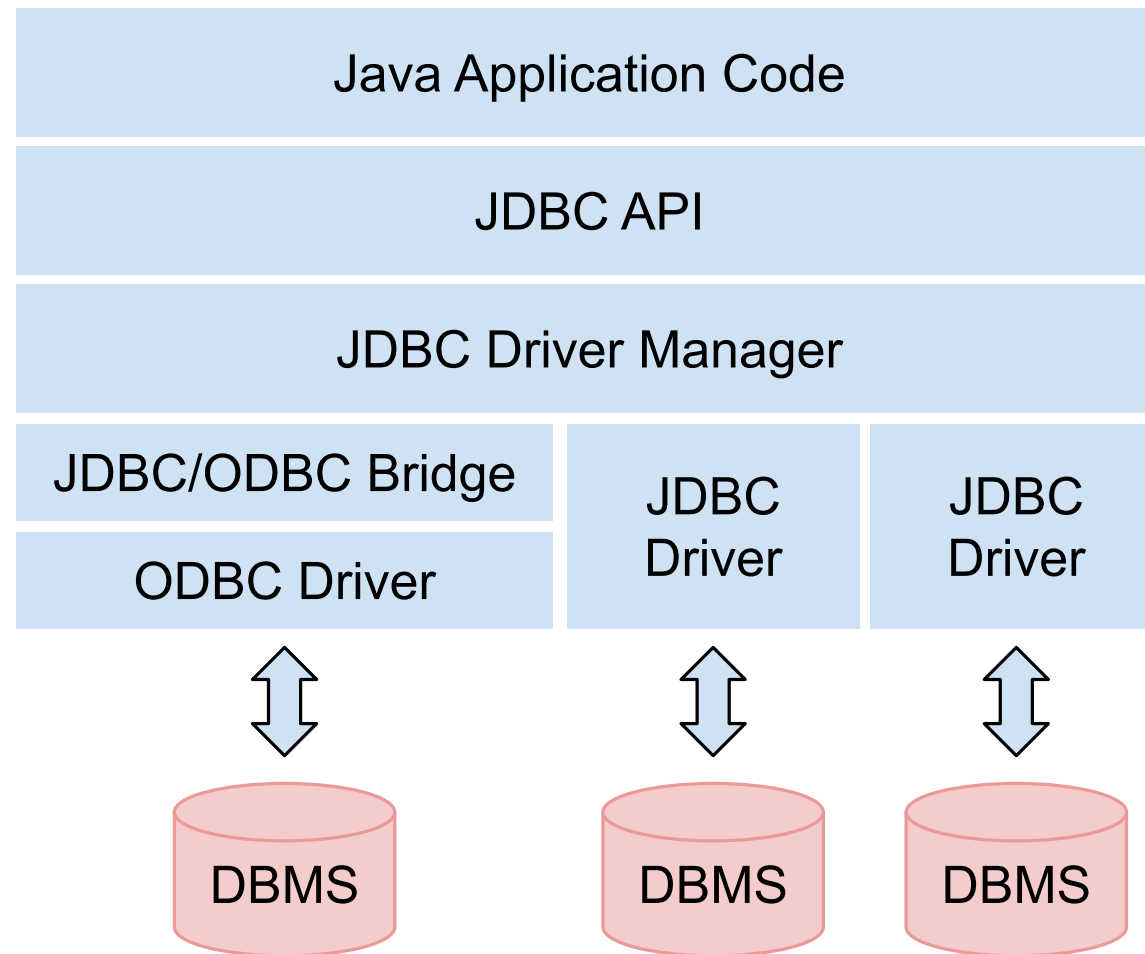 Java Application Code
JDBC API
JDBC Driver Manager
JDBC/ODBC Bridge
ODBC Driver
JDBC
Driver
JDBC
Driver
DBMS
DBMS
DBMS